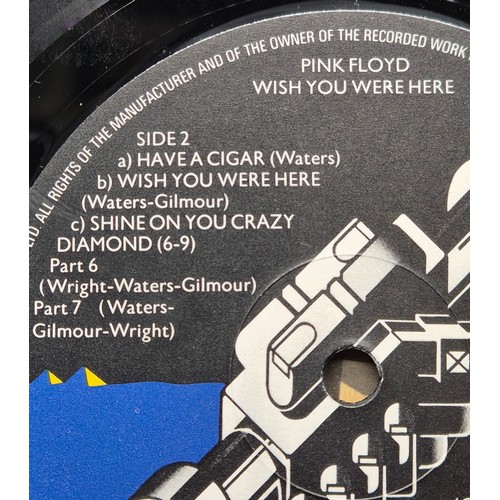 LTD. ALL RIGHTS OF THE MANUFACTURER AND OF THE OWNER OF THE RECORDED WORK
PINK FLOYD
WISH YOU WERE HERE
SIDE 2
a) HAVE A CIGAR (Waters)
b) WISH YOU WERE HERE
(Waters-Gilmour)
c) SHINE ON YOU CRAZY
DIAMOND (6-9)
Part 6
(Wright-Waters-Gilmour)
Part 7 (Waters-
Gilmour-Wright)